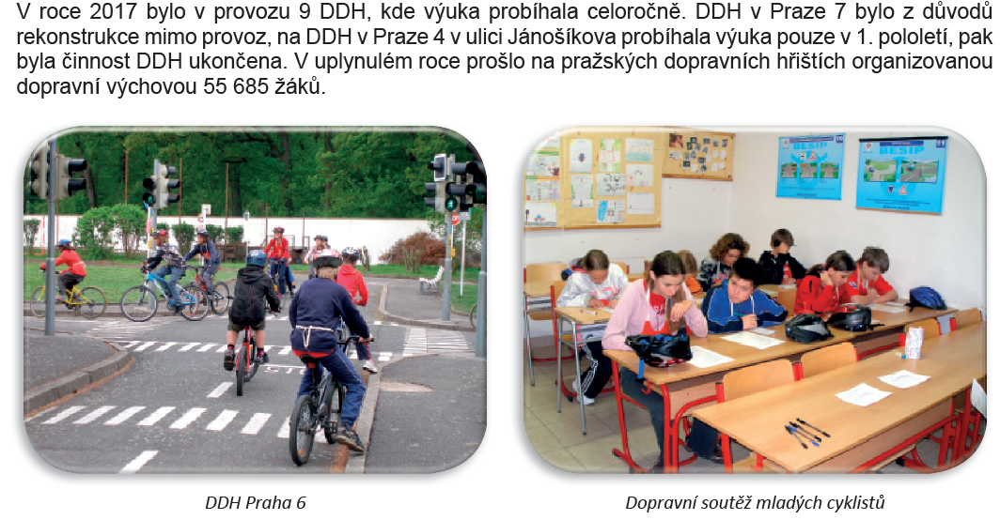 V roce 2017 bylo v provozu 9 DDH, kde výuka probíhala celoročně. DDH v Praze 7 bylo z důvodů
rekonstrukce mimo provoz, na DDH v Praze 4 v ulici Jánošíkova probíhala výuka pouze v 1. pololetí, pak
byla činnost DDH ukončena. V uplynulém roce prošlo na pražských dopravních hřištích organizovanou
dopravní výchovou 55 685 žáků.
BESIP
BESIP
DDH Praha 6
Dopravní soutěž mladých cyklistů